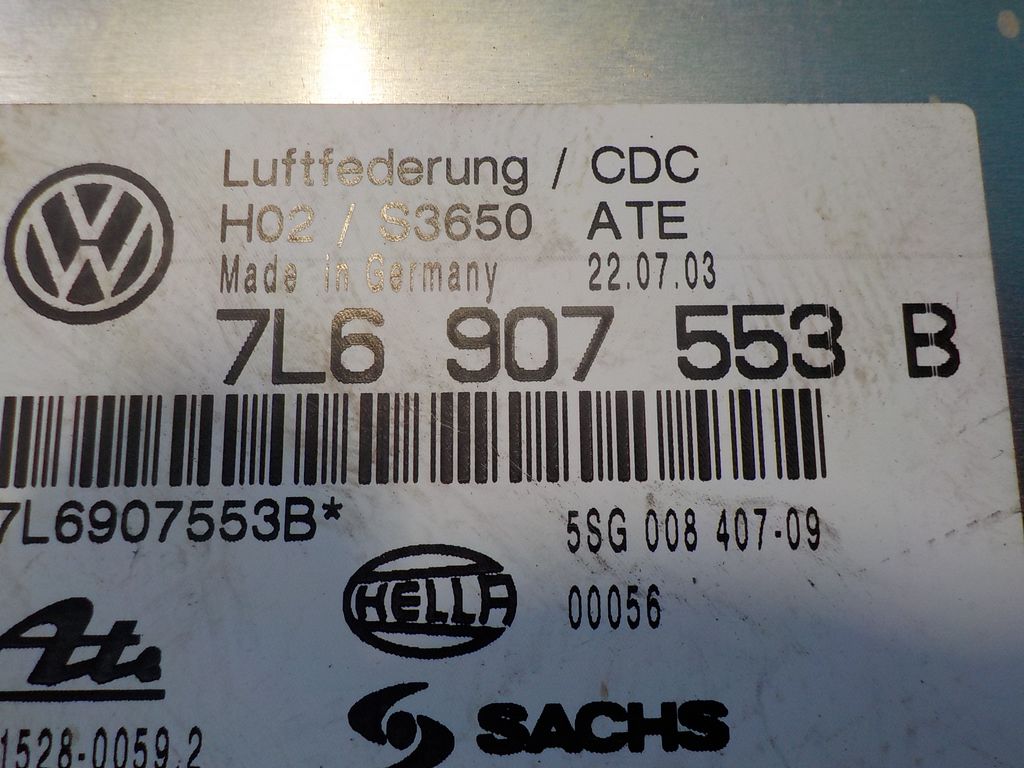 Luftfederung / CDC
H02 / S3650 ATE
Made in Germany 22.07.03
7L6 907 553 B
7L6907553B*
5SG 008 407-09
HELLA
00056
Ate
SACHS
1528-0059.2